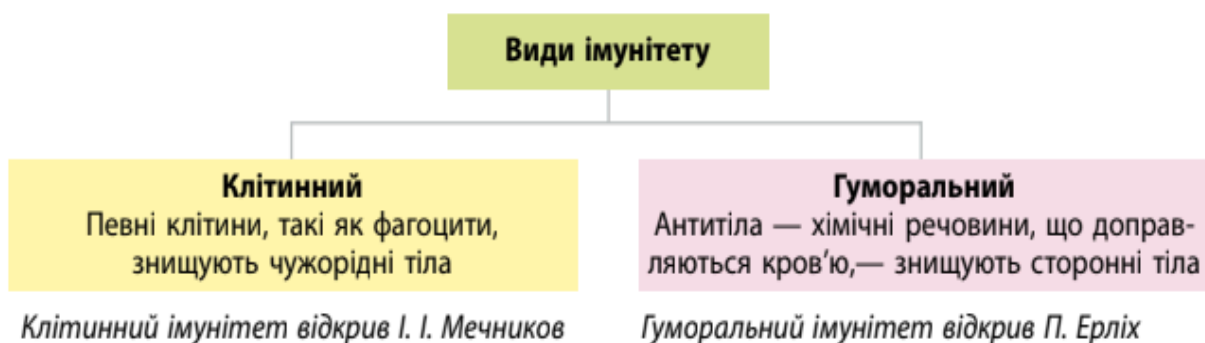 Види імунітету
Клітинний
Певні клітини, такі як фагоцити,
знищують чужорідні тіла
Гуморальний
Антитіла — хімічні речовини, що доправ-
ляються кров’ю,— знищують сторонні тіла
Клітинний імунітет відкрив І. І. Мечников
Гуморальний імунітет відкрив П. Ерліх